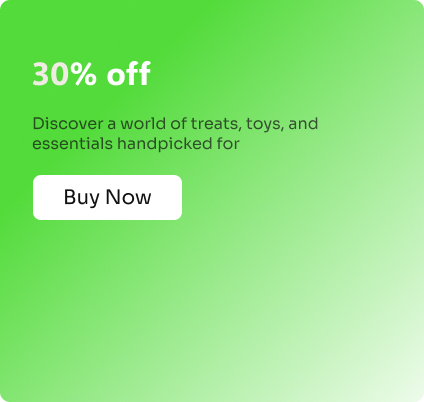 30% off
Discover a world of treats, toys, and
essentials handpicked for
Buy Now